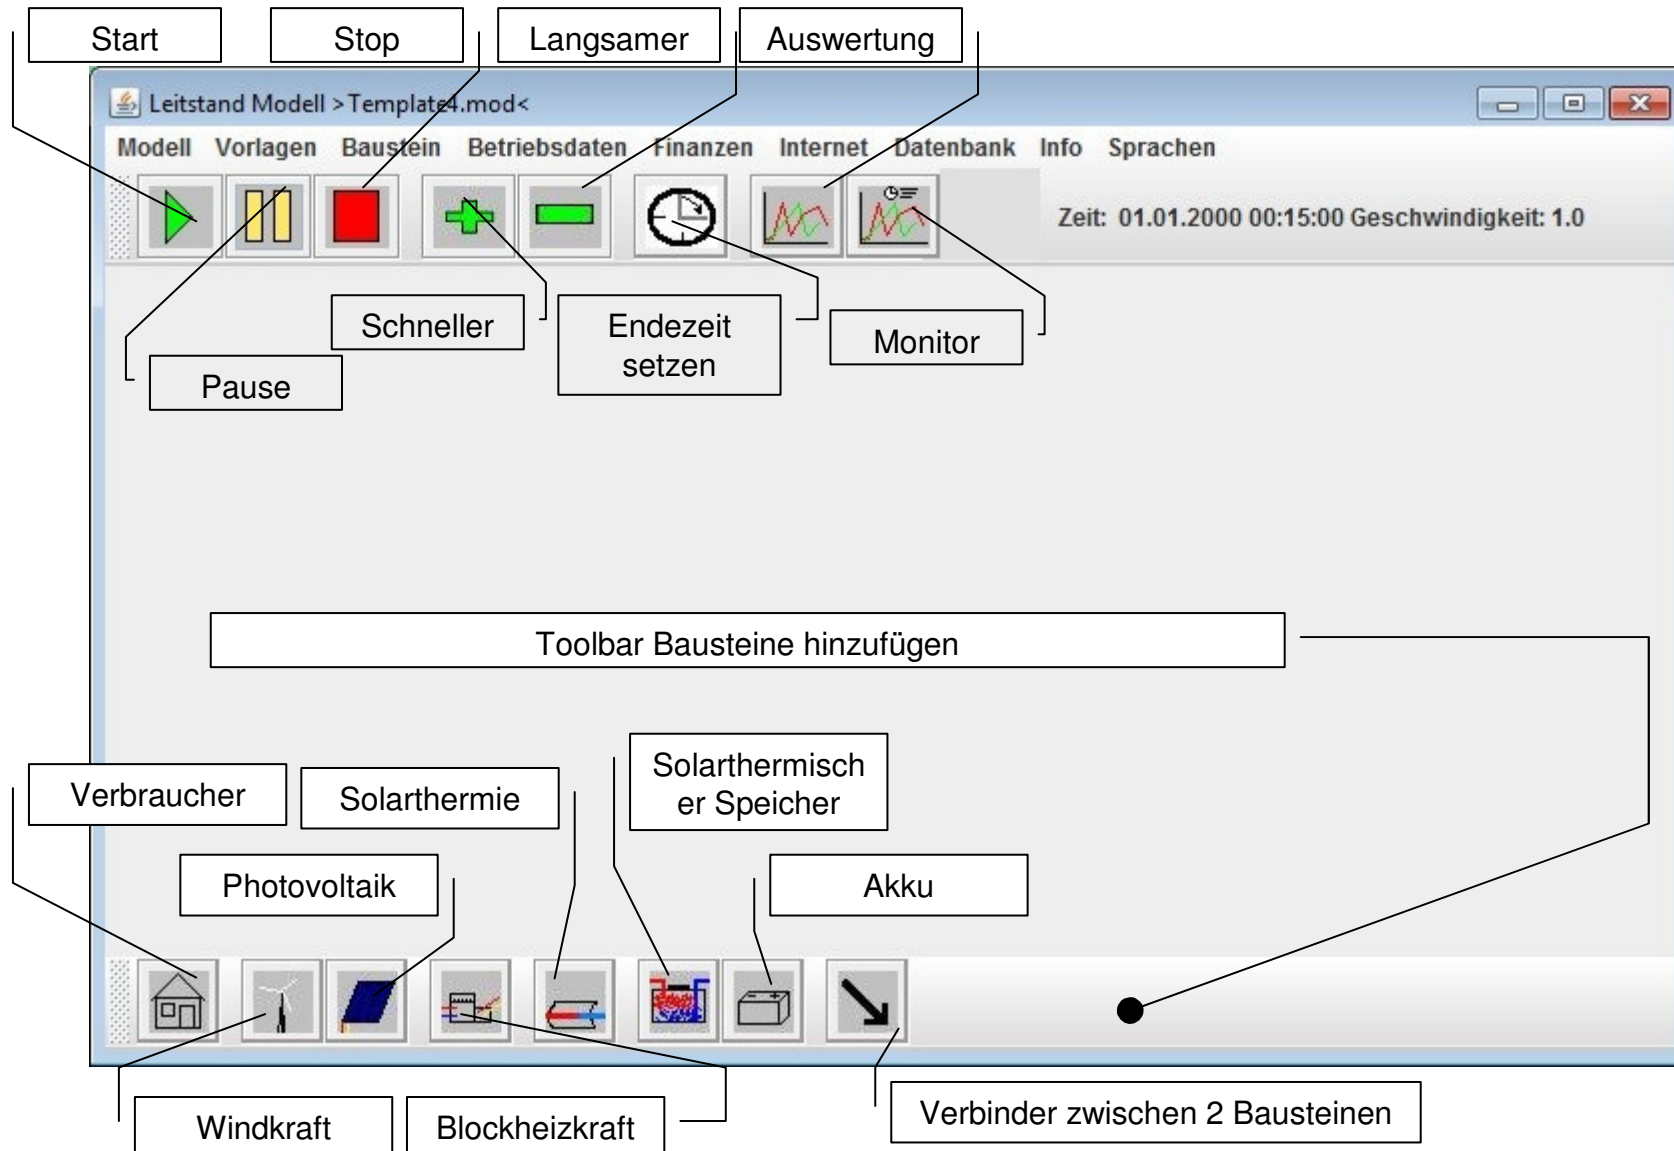 Start
Stop
Langsamer
Auswertung
Leitstand Modell >Template4.mod<
Modell Vorlagen Baustein Betriebsdaten Finanzen Internet Datenbank Info Sprachen
Zeit: 01.01.2000 00:15:00 Geschwindigkeit: 1.0
Schneller
Endezeit
setzen
Monitor
Pause
Toolbar Bausteine hinzufügen
Verbraucher
Solarthermie
Solarthermisch
er Speicher
Photovoltaik
Akku
Windkraft
Blockheizkraft
Verbinder zwischen 2 Bausteinen